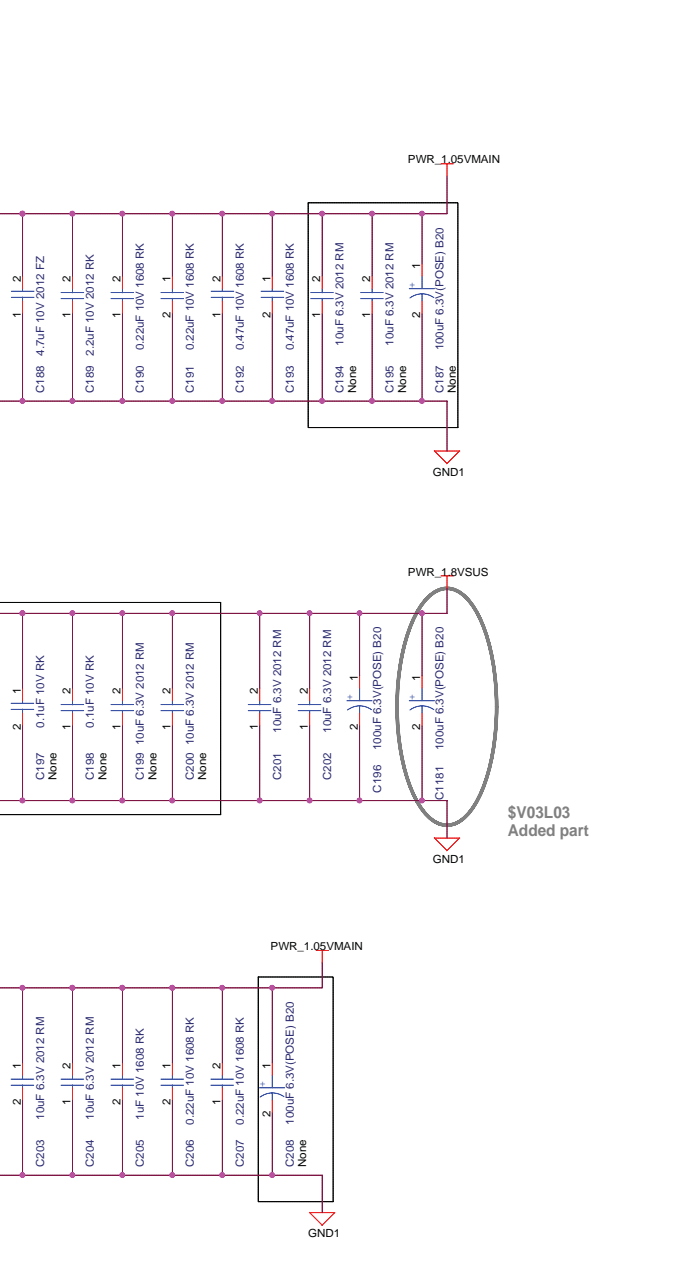 PWR_1.05VMAIN
2
1
C188 4.7uF 10V 2012 FZ
2
1
C189 2.2uF 10V 2012 RK
2
1
C190 0.22uF 10V 1608 RK
1
2
C191 0.22uF 10V 1608 RK
2
1
C192 0.47uF 10V 1608 RK
1
2
C193 0.47uF 10V 1608 RK
2
1
C194 10uF 6.3V 2012 RM
None
2
1
C195 10uF 6.3V 2012 RM
None
1
+
2
C187 100uF 6.3V(POSE) B20
None
GND1
PWR_1.8VSUS
1
2
C197 0.1uF 10V RK
None
2
1
C198 0.1uF 10V RK
None
2
1
C199 10uF 6.3V 2012 RM
None
2
1
C200 10uF 6.3V 2012 RM
None
2
1
C201 10uF 6.3V 2012 RM
2
1
C202 10uF 6.3V 2012 RM
1
+
2
C196 100uF 6.3V(POSE) B20
1
+
2
C1181 100uF 6.3V(POSE) B20
$V03L03
Added part
GND1
PWR_1.05VMAIN
1
2
C203 10uF 6.3V 2012 RM
2
1
C204 10uF 6.3V 2012 RM
1
2
C205 1uF 10V 1608 RK
1
2
C206 0.22uF 10V 1608 RK
2
1
C207 0.22uF 10V 1608 RK
1
+
2
C208 100uF 6.3V(POSE) B20
None
GND1